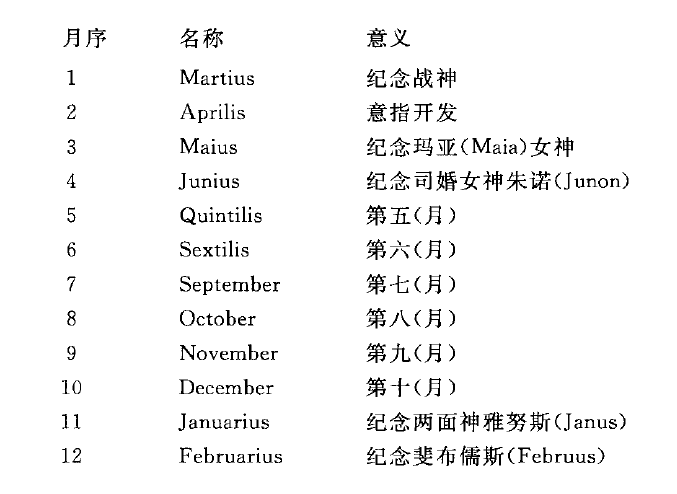 月序 名称 意义
1 Martius 纪念战神
2 Aprilis 意指开发
3 Maius 纪念玛亚(Maia)女神
4 Junius 纪念司婚女神朱诺(Junon)
5 Quintilis 第五(月)
6 Sextilis 第六(月)
7 September 第七(月)
8 October 第八(月)
9 November 第九(月)
10 December 第十(月)
11 Januarius 纪念两面神雅努斯(Janus)
12 Februarius 纪念斐布儒斯(Februus)